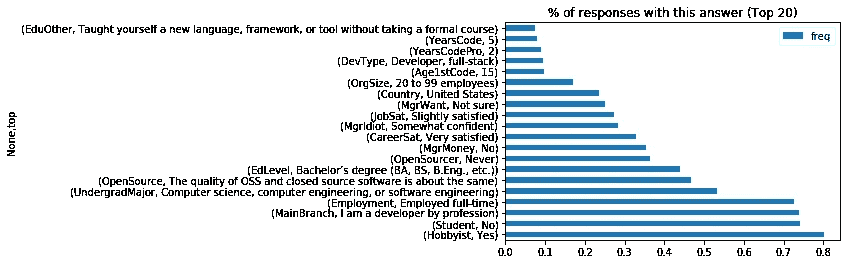 % of responses with this answer (Top 20)
freq
None,top
(EduOther, Taught yourself a new language, framework, or tool without taking a formal course)
(YearsCode, 5)
(YearsCodePro, 2)
(DevType, Developer, full-stack)
(Age1stCode, 15)
(OrgSize, 20 to 99 employees)
(Country, United States)
(MgrWant, Not sure)
(JobSat, Slightly satisfied)
(MgrIdiot, Somewhat confident)
(CareerSat, Very satisfied)
(MgrMoney, No)
(OpenSourcer, Never)
(EdLevel, Bachelor’s degree (BA, BS, B.Eng., etc.))
(OpenSource, The quality of OSS and closed source software is about the same)
(UndergradMajor, Computer science, computer engineering, or software engineering)
(Employment, Employed full-time)
(MainBranch, I am a developer by profession)
(Student, No)
(Hobbyist, Yes)
0.0 0.1 0.2 0.3 0.4 0.5 0.6 0.7 0.8